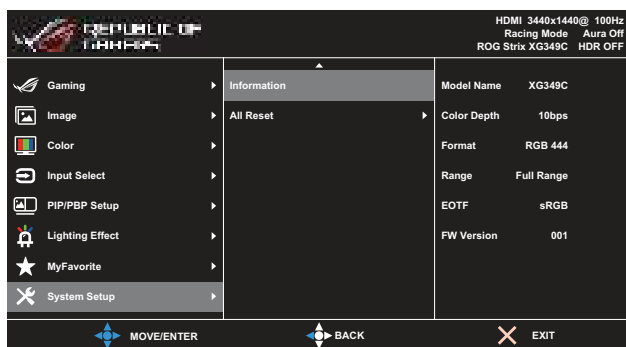 REPUBLIC OF
GAMERS
HDMI 3440x1440@ 100Hz
Racing Mode Aura Off
ROG Strix XG349C HDR OFF
Gaming
Image
Color
Input Select
PIP/PBP Setup
Lighting Effect
MyFavorite
System Setup
Information
All Reset
Model Name XG349C
Color Depth 10bps
Format RGB 444
Range Full Range
EOTF sRGB
FW Version 001
MOVE/ENTER
BACK
EXIT